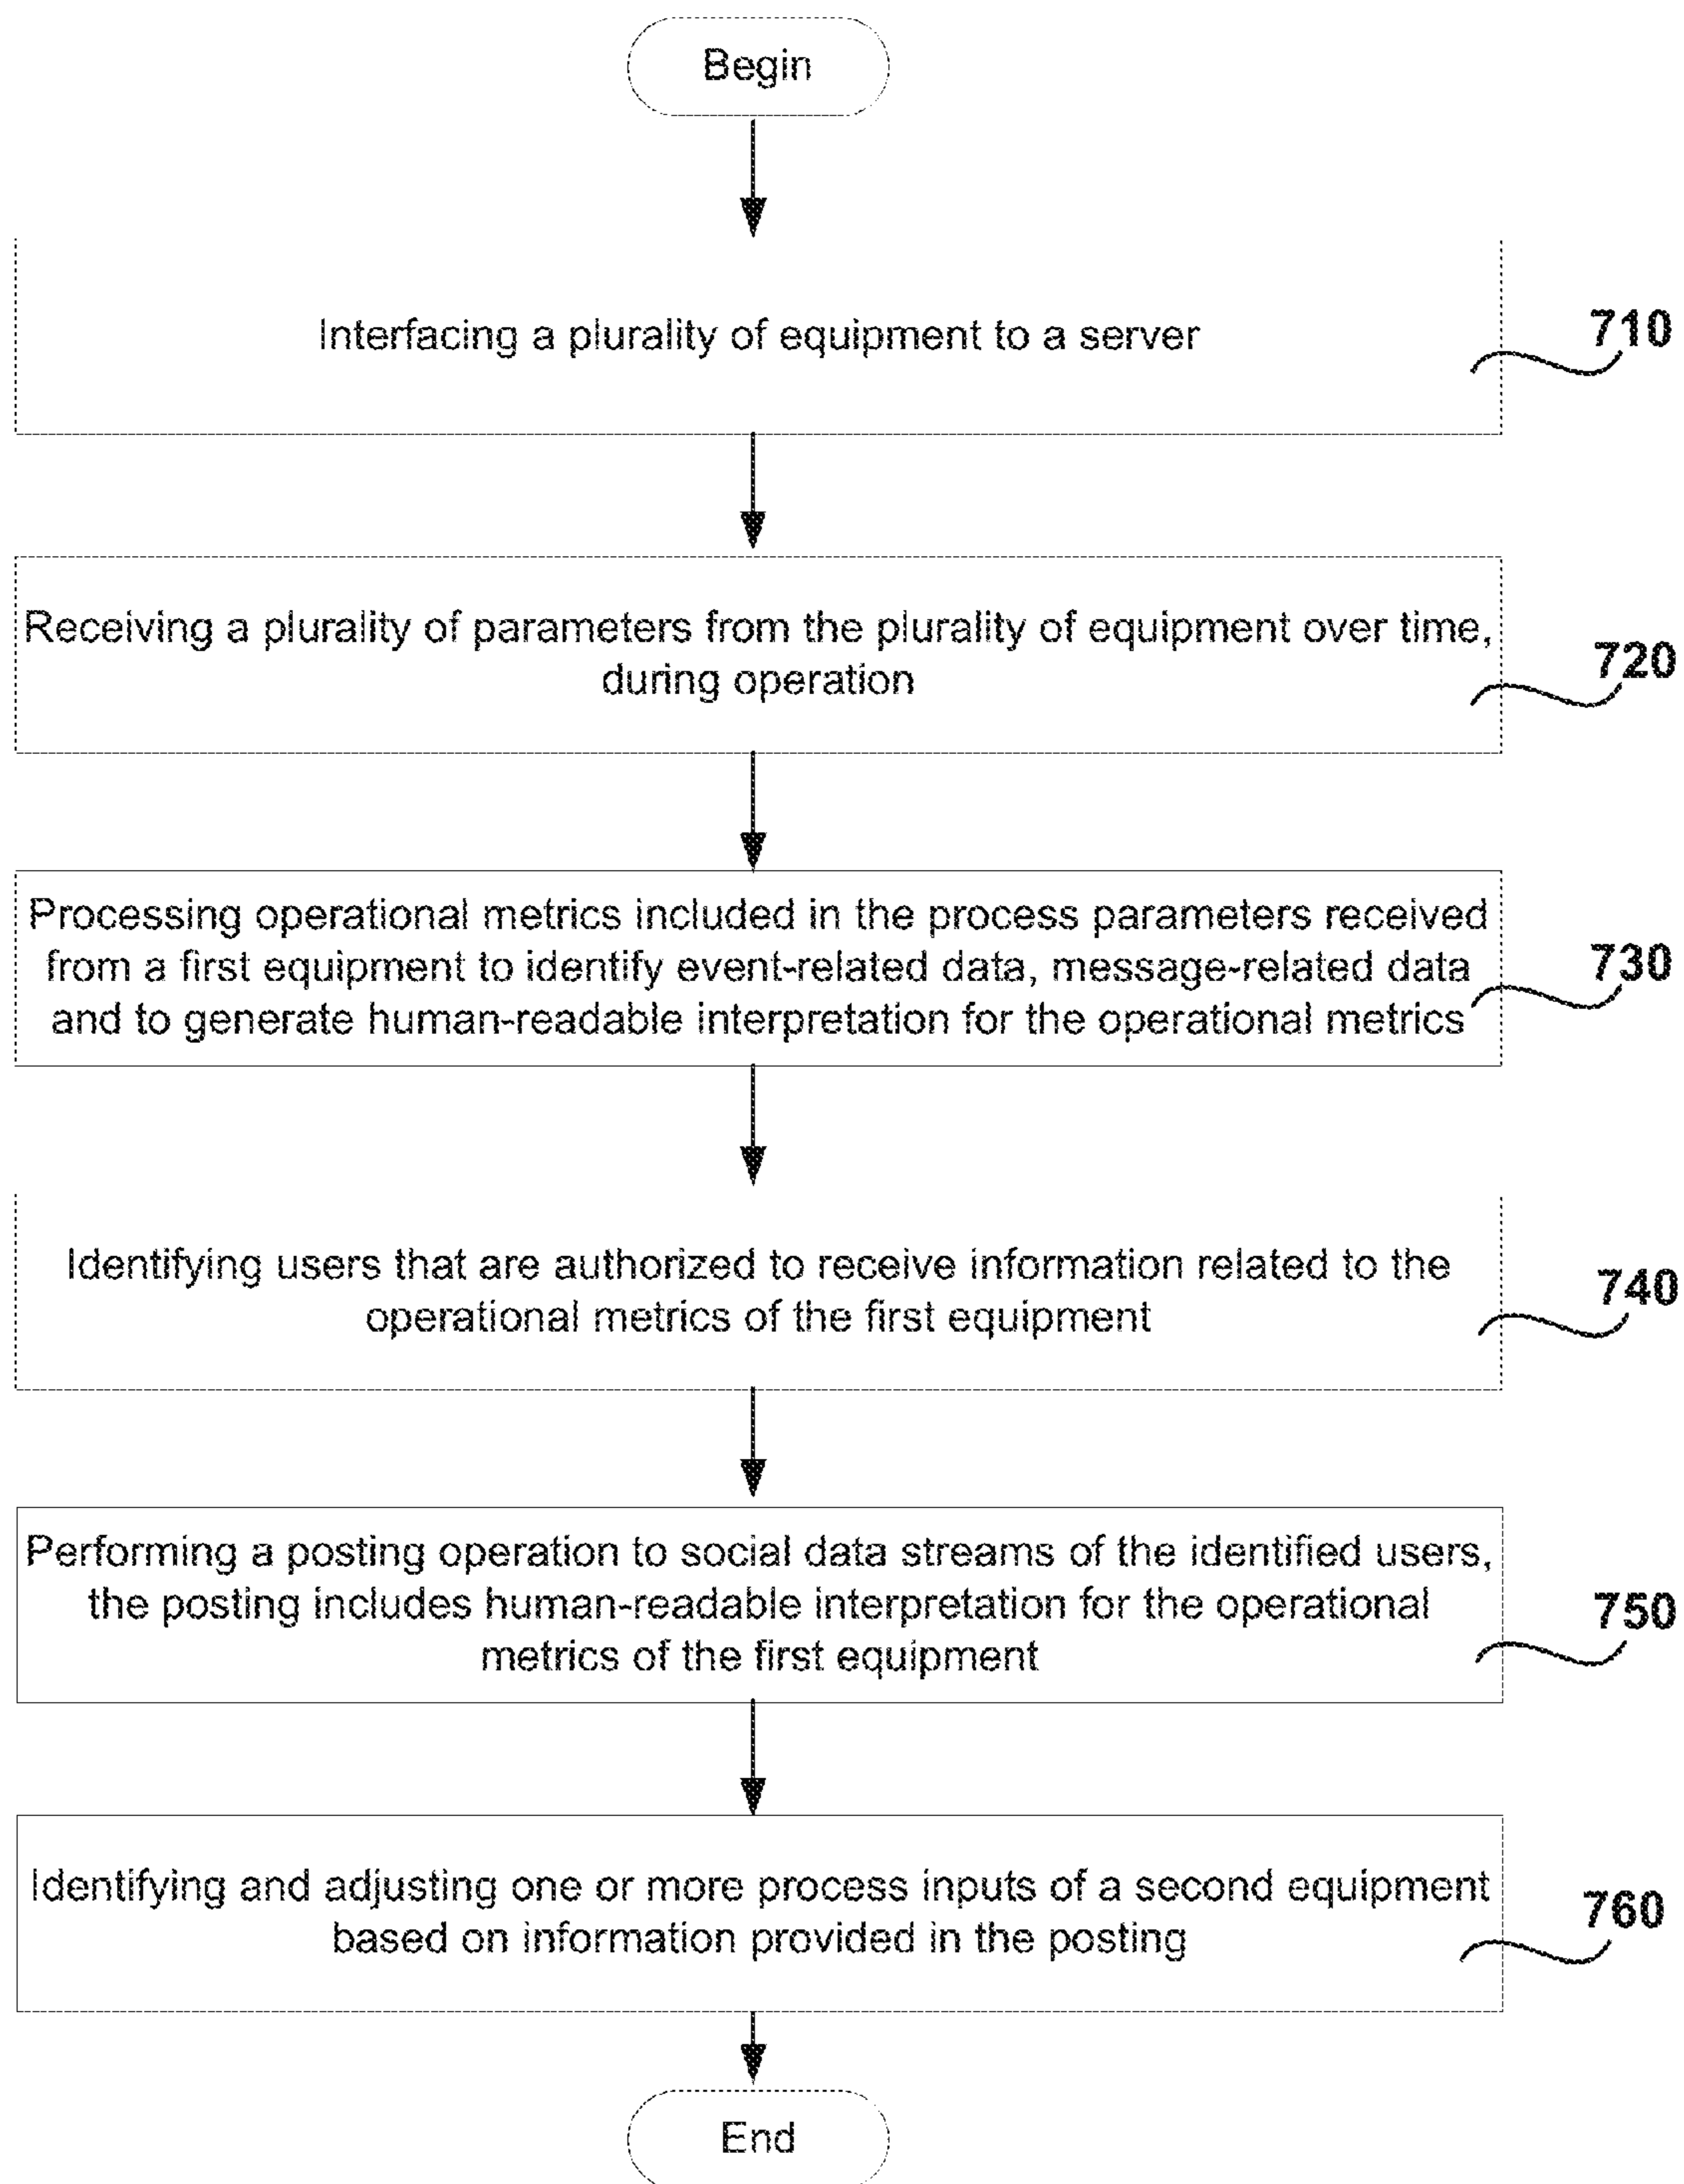 Begin
Interfacing a plurality of equipment to a server
710
Receiving a plurality of parameters from the plurality of equipment over time,
during operation
720
Processing operational metrics included in the process parameters received
from a first equipment to identify event-related data, message-related data
and to generate human-readable interpretation for the operational metrics
730
Identifying users that are authorized to receive information related to the
operational metrics of the first equipment
740
Performing a posting operation to social data streams of the identified users,
the posting includes human-readable interpretation for the operational
metrics of the first equipment
750
Identifying and adjusting one or more process inputs of a second equipment
based on information provided in the posting
760
End